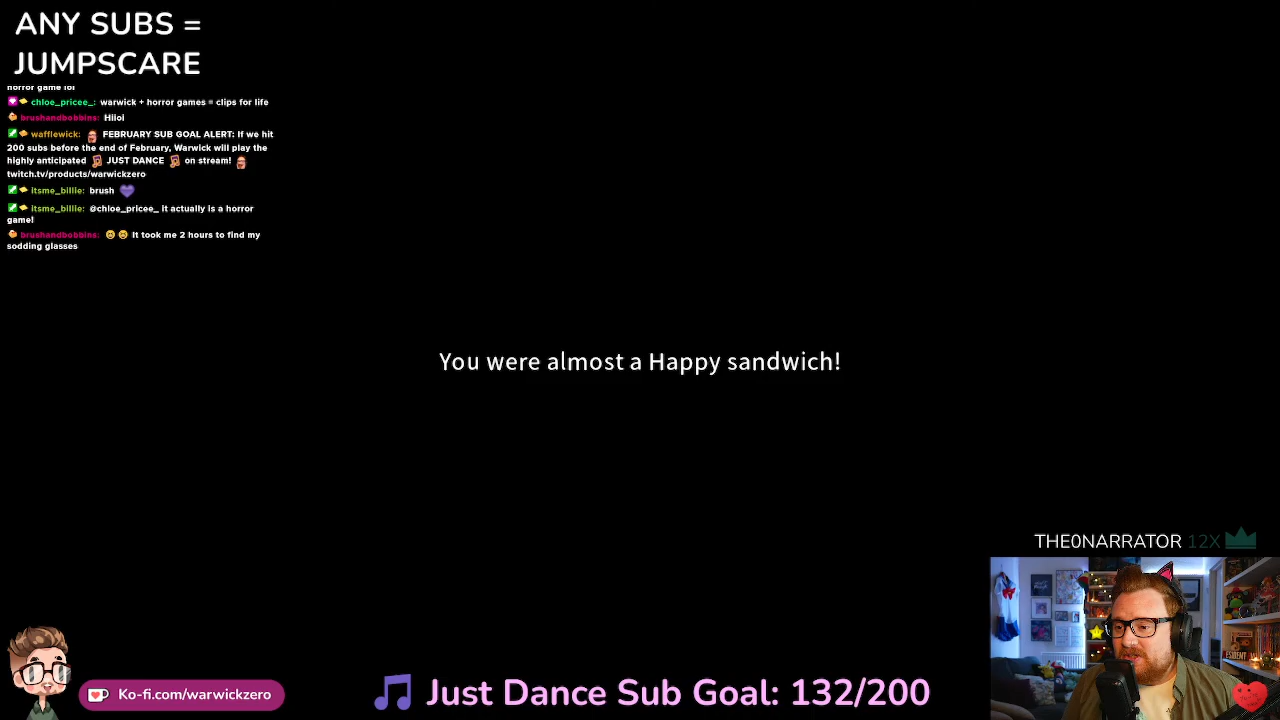 ANY SUBS =
JUMPSCARE
horror game lol
chloe_pricee_: warwick + horror games = clips for life
brushandbobbins: Hiioi
wafflewick: FEBRUARY SUB GOAL ALERT: If we hit
200 subs before the end of February, Warwick will play the
highly anticipated JUST DANCE on stream!
twitch.tv/products/warwickzero
itsme_billie: brush
itsme_billie: @chloe_pricee_ it actually is a horror
game!
brushandbobbins: It took me 2 hours to find my
sodding glasses
You were almost a Happy sandwich!
THE0NARRATOR 12X
Ko-fi.com/warwickzero
Just Dance Sub Goal: 132/200